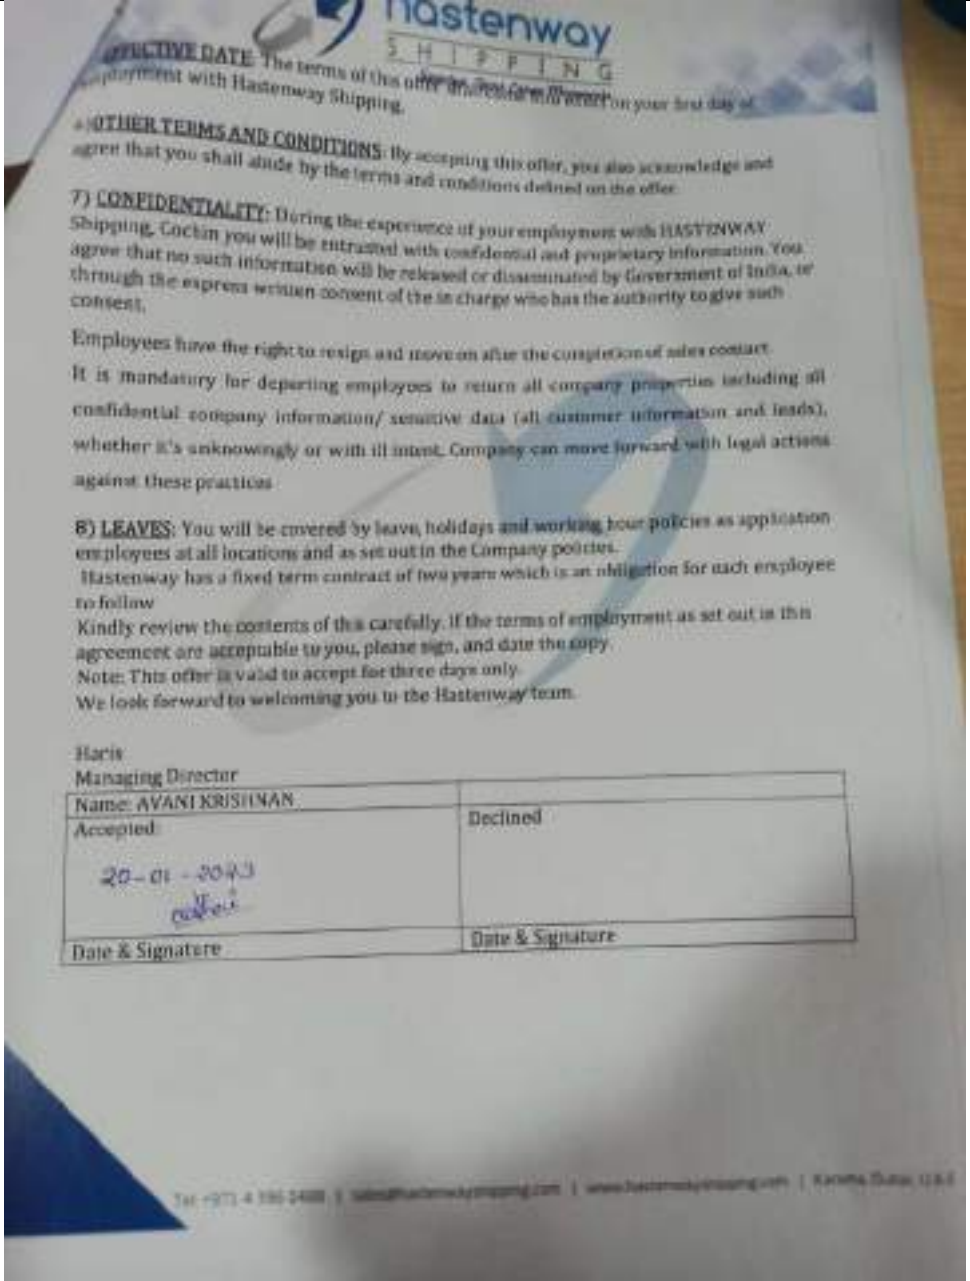 hastenway
SHIPPING
EFFECTIVE DATE: The terms of this offer on your first day of
employment with Hastenway Shipping.
OTHER TERMS AND CONDITIONS: By accepting this offer, you also acknowledge and
agree that you shall abide by the terms and conditions defined on the offer
7) CONFIDENTIALITY: During the experience of your employment with HASTENWAY
Shipping, Cochin you will be entrusted with confidential and proprietary information. You
agree that no such information will be released or disseminated by Government of India, or
through the express written consent of the in charge who has the authority to give such
consent.
Employees have the right to resign and move on after the completion of sales contact
It is mandatory for departing employees to return all company properties including all
confidential company information/ sensitive data (all customer information and leads),
whether it's unknowingly or with ill intent. Company can move forward with legal actions
against these practices
8) LEAVES: You will be covered by leave, holidays and working hour policies as application
employees at all locations and as set out in the Company policies.
Hastenway has a fixed term contract of two years which is an obligation for each employee
to follow
Kindly review the contents of this carefully. If the terms of employment as set out in this
agreement are acceptable to you, please sign, and date the copy.
Note: This offer is valid to accept for three days only.
We look forward to welcoming you to the Hastenway team.
Haris
Managing Director
Name: AVANI KRISHNAN
Accepted:
Declined
20-01-2023
Date & Signature
Date & Signature
Tel +971 4 | sales@hastenwayshipping.com | www.hastenwayshipping.com | Karama, Dubai, U.A.E